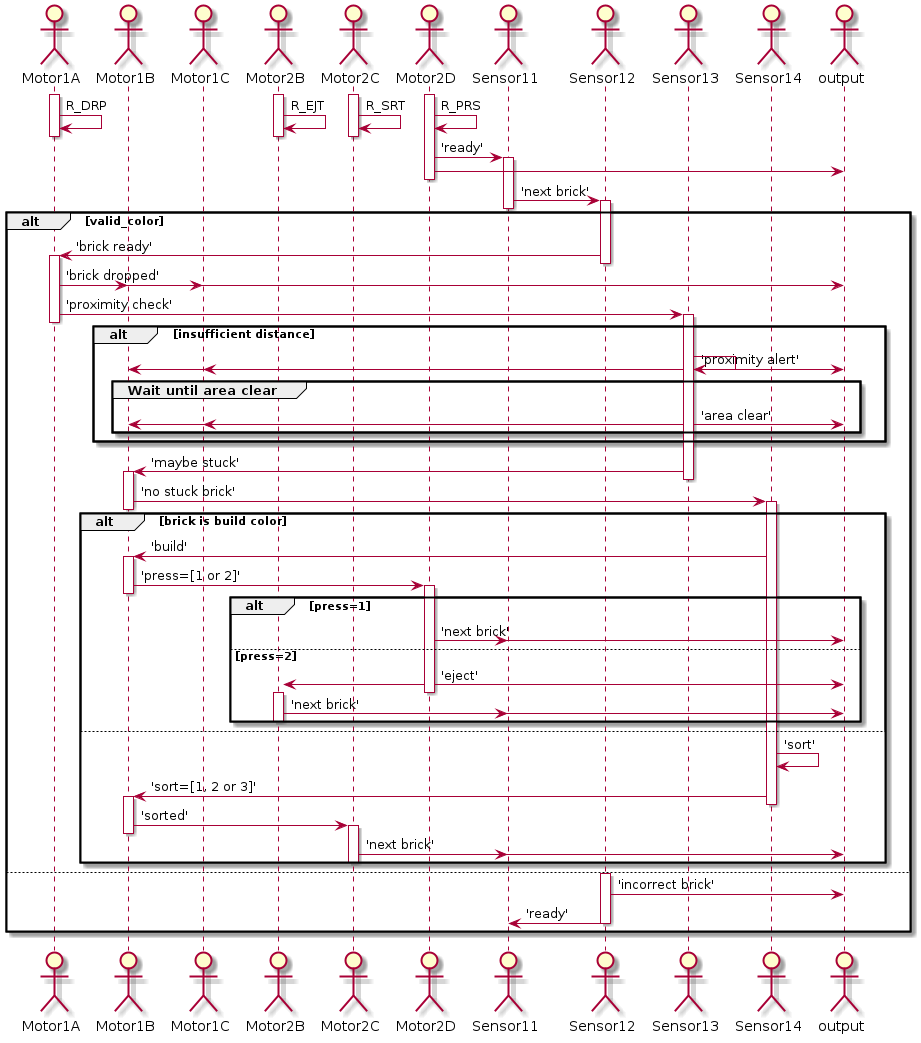 Motor1A Motor1B Motor1C Motor2B Motor2C Motor2D Sensor11 Sensor12 Sensor13 Sensor14 output
R_DRP R_EJT R_SRT R_PRS
'ready'
'next brick'
alt [valid_color]
'brick ready'
'brick dropped'
'proximity check'
alt [insufficient distance]
'proximity alert'
Wait until area clear
'area clear'
'maybe stuck'
'no stuck brick'
alt [brick is build color]
'build'
'press=[1 or 2]'
alt [press=1]
'next brick'
[press=2]
'eject'
'next brick'
'sort'
'sort=[1, 2 or 3]'
'sorted'
'next brick'
'incorrect brick'
'ready'
Motor1A Motor1B Motor1C Motor2B Motor2C Motor2D Sensor11 Sensor12 Sensor13 Sensor14 output